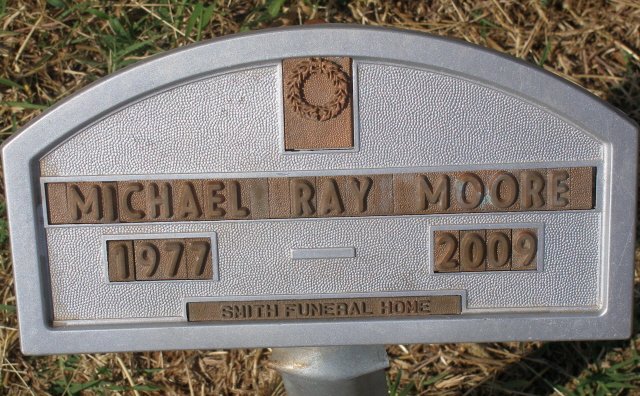 MICHAEL RAY MOORE
1977 — 2009
SMITH FUNERAL HOME